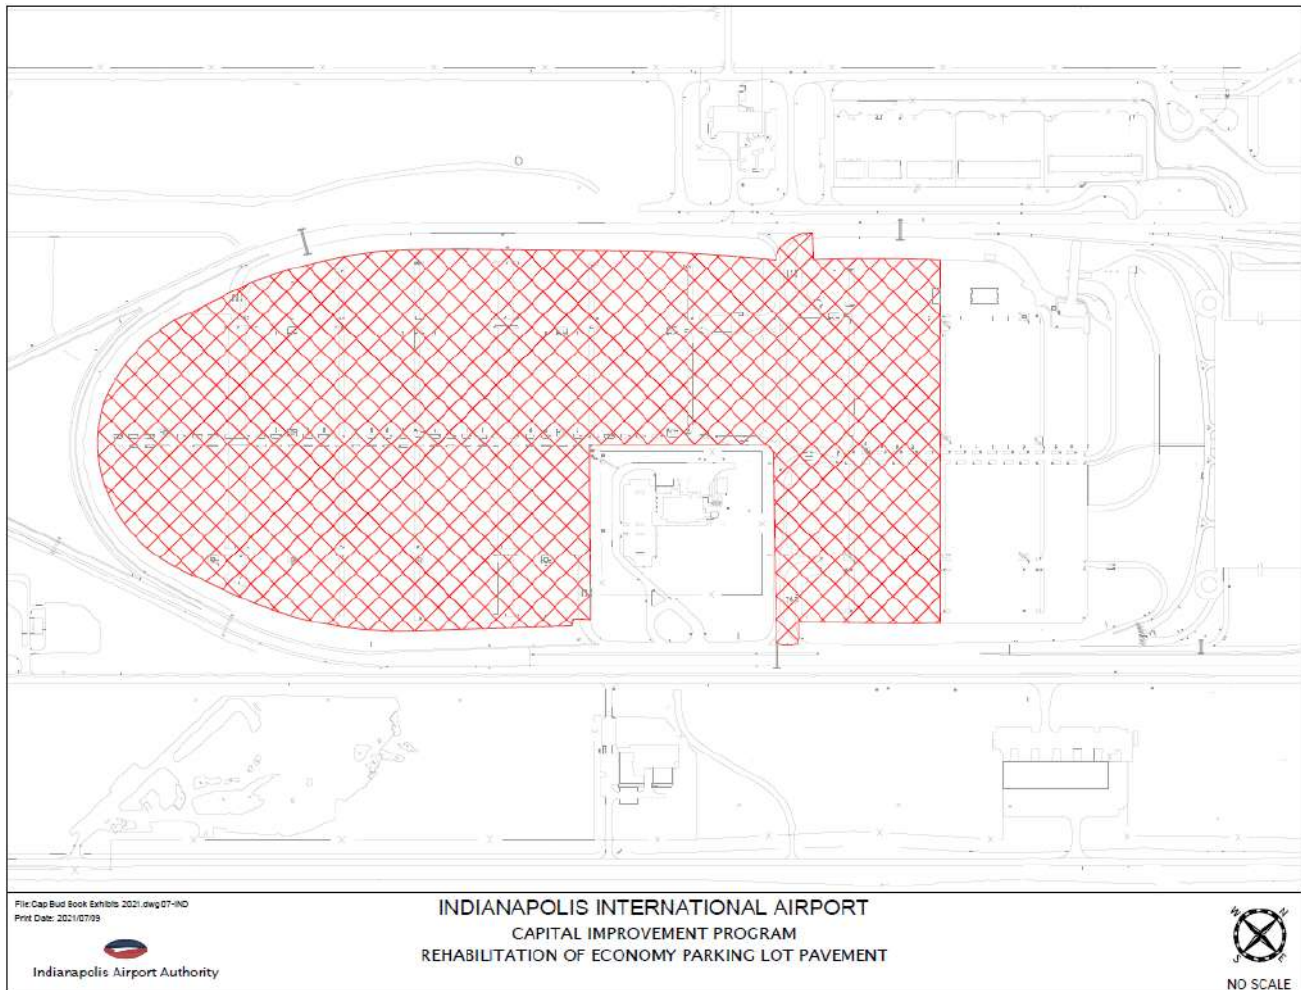 File:Cap Bud Book Exhibits 2021.dwg:07-IND
Print Date: 2021/07/09
Indianapolis Airport Authority
INDIANAPOLIS INTERNATIONAL AIRPORT
CAPITAL IMPROVEMENT PROGRAM
REHABILITATION OF ECONOMY PARKING LOT PAVEMENT
W N
S E
NO SCALE